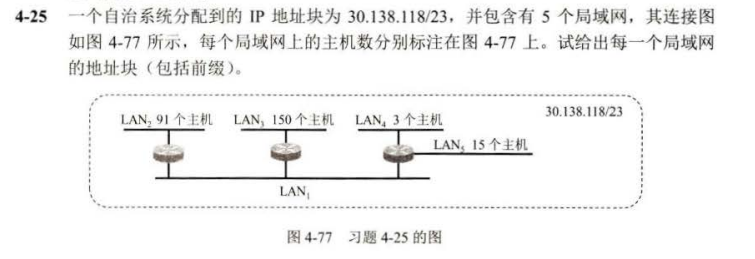 4-25 一个自治系统分配到的 IP 地址块为 30.138.118/23，并包含有 5 个局域网，其连接图
如图 4-77 所示，每个局域网上的主机数分别标注在图 4-77 上。试给出每一个局域网
的地址块（包括前缀）。
LAN₂ 91 个主机 LAN₃ 150 个主机 LAN₄ 3 个主机 30.138.118/23
LAN₅ 15 个主机
LAN₁
图 4-77 习题 4-25 的图